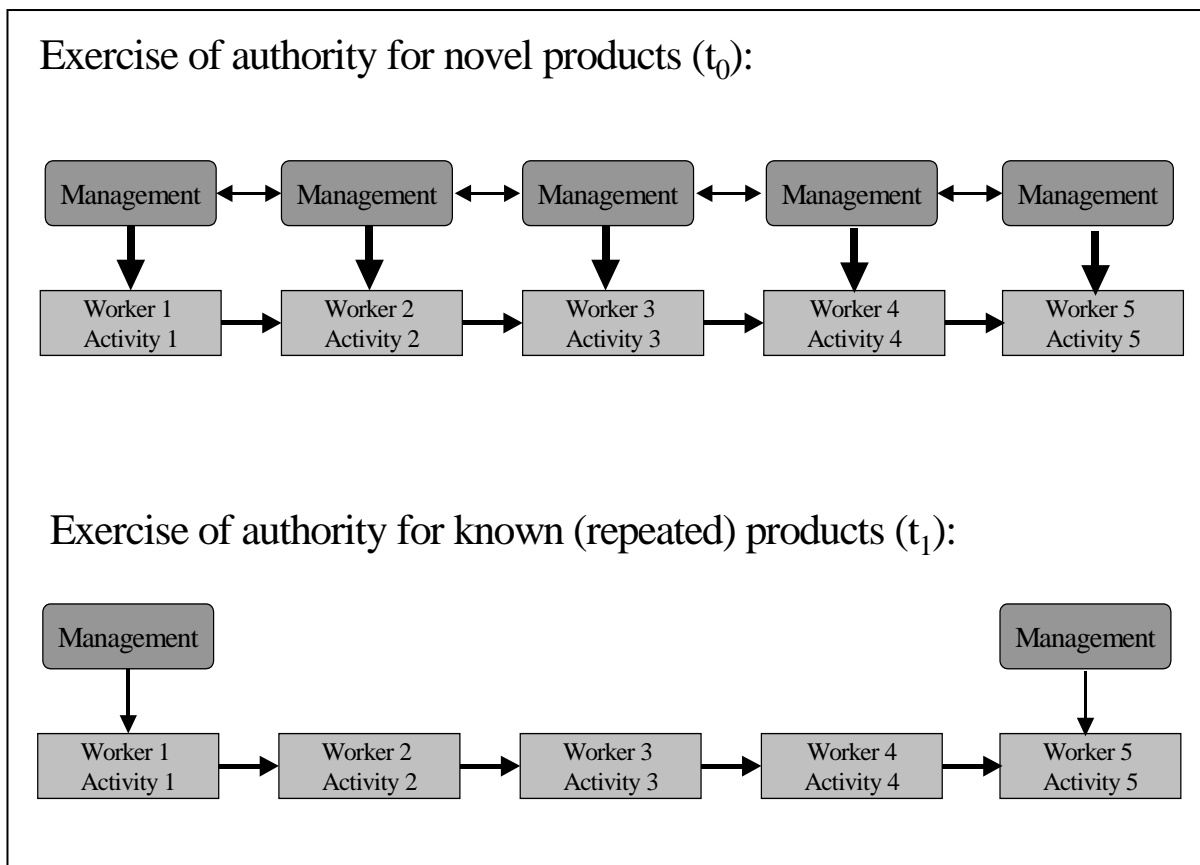 Exercise of authority for novel products (t0):
Management
Management
Management
Management
Management
Worker 1
Activity 1
Worker 2
Activity 2
Worker 3
Activity 3
Worker 4
Activity 4
Worker 5
Activity 5
Exercise of authority for known (repeated) products (t1):
Management
Management
Worker 1
Activity 1
Worker 2
Activity 2
Worker 3
Activity 3
Worker 4
Activity 4
Worker 5
Activity 5